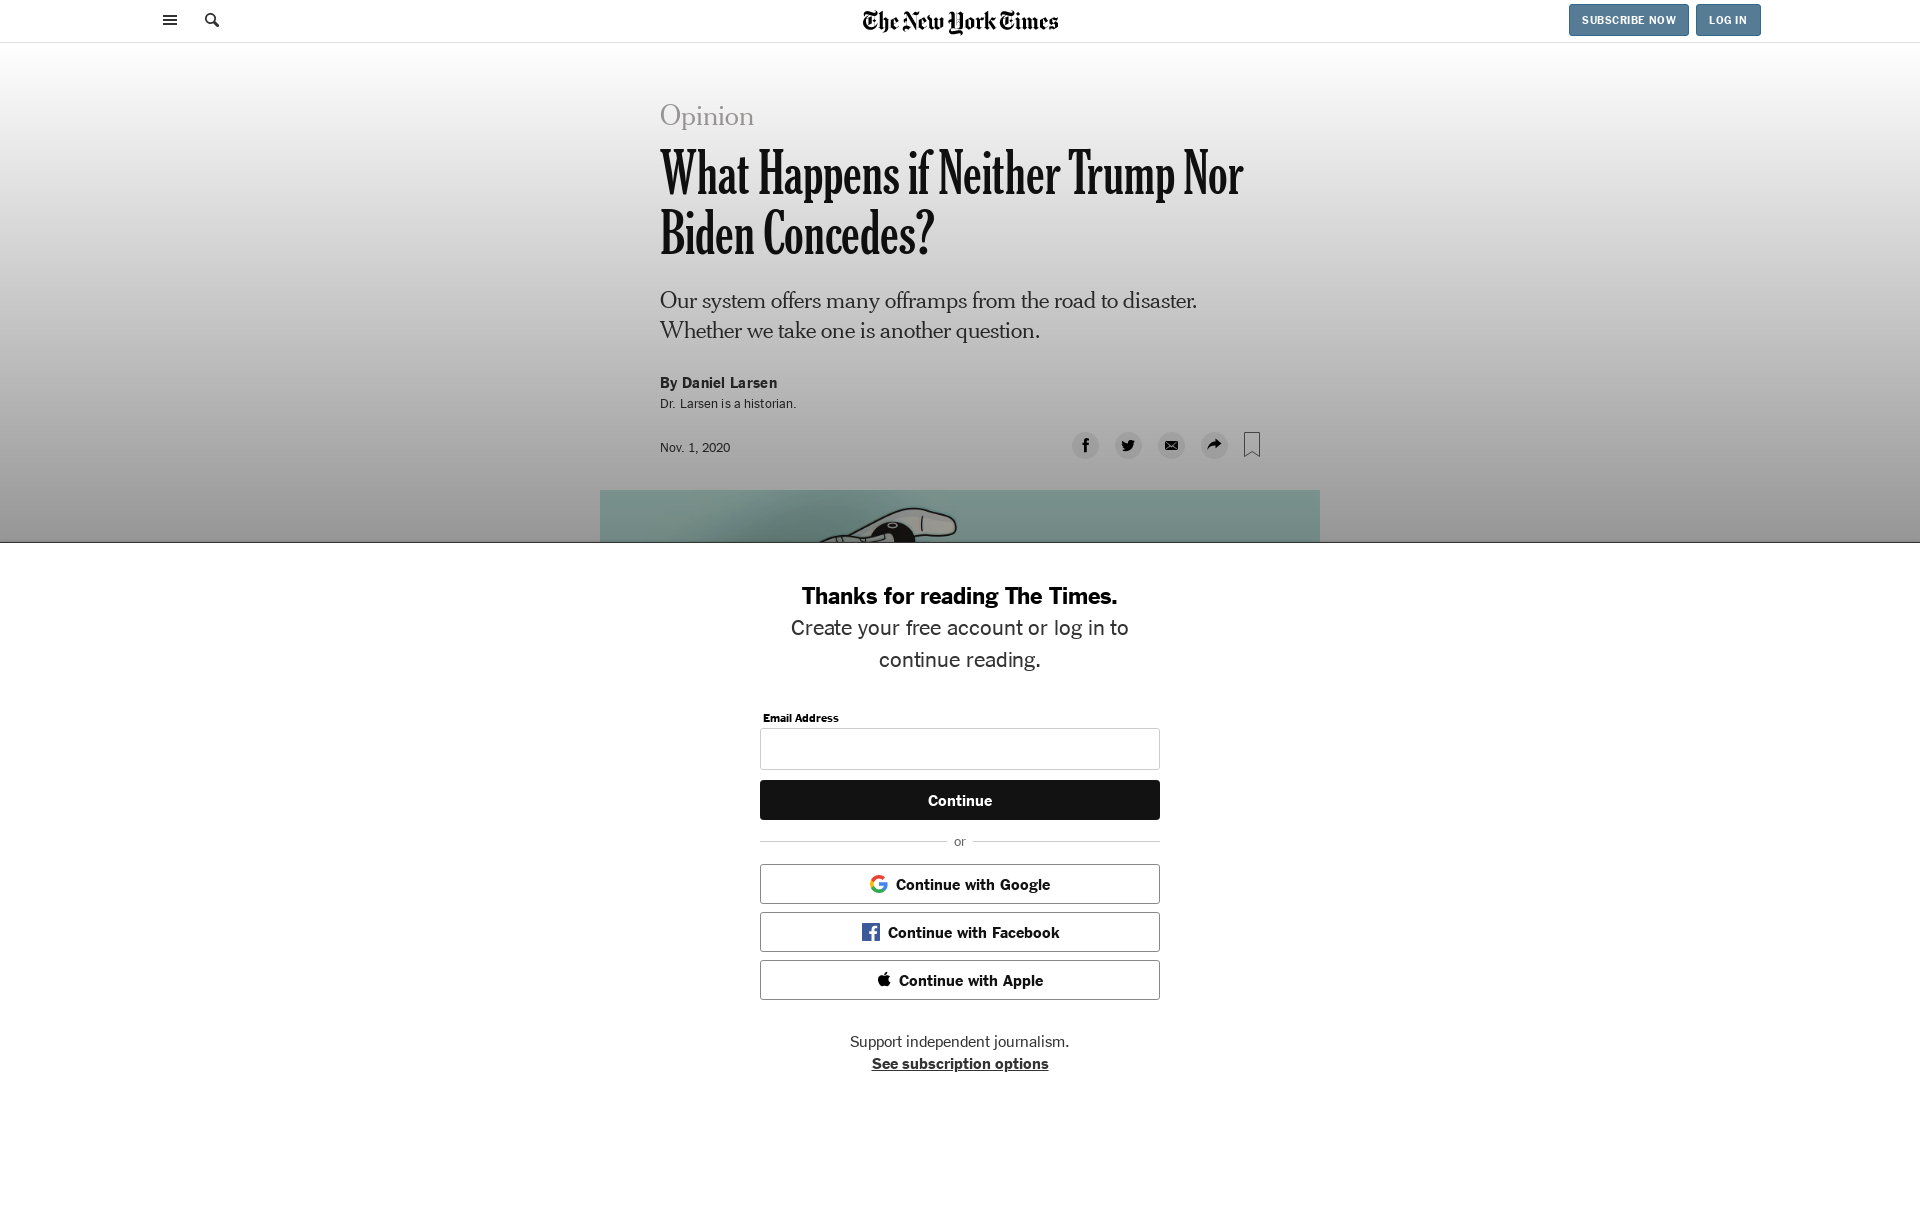 The New York Times
SUBSCRIBE NOW
LOG IN
Opinion
What Happens if Neither Trump Nor
Biden Concedes?
Our system offers many offramps from the road to disaster.
Whether we take one is another question.
By Daniel Larsen
Dr. Larsen is a historian.
Nov. 1, 2020
Thanks for reading The Times.
Create your free account or log in to
continue reading.
Email Address
Continue
or
Continue with Google
Continue with Facebook
Continue with Apple
Support independent journalism.
See subscription options